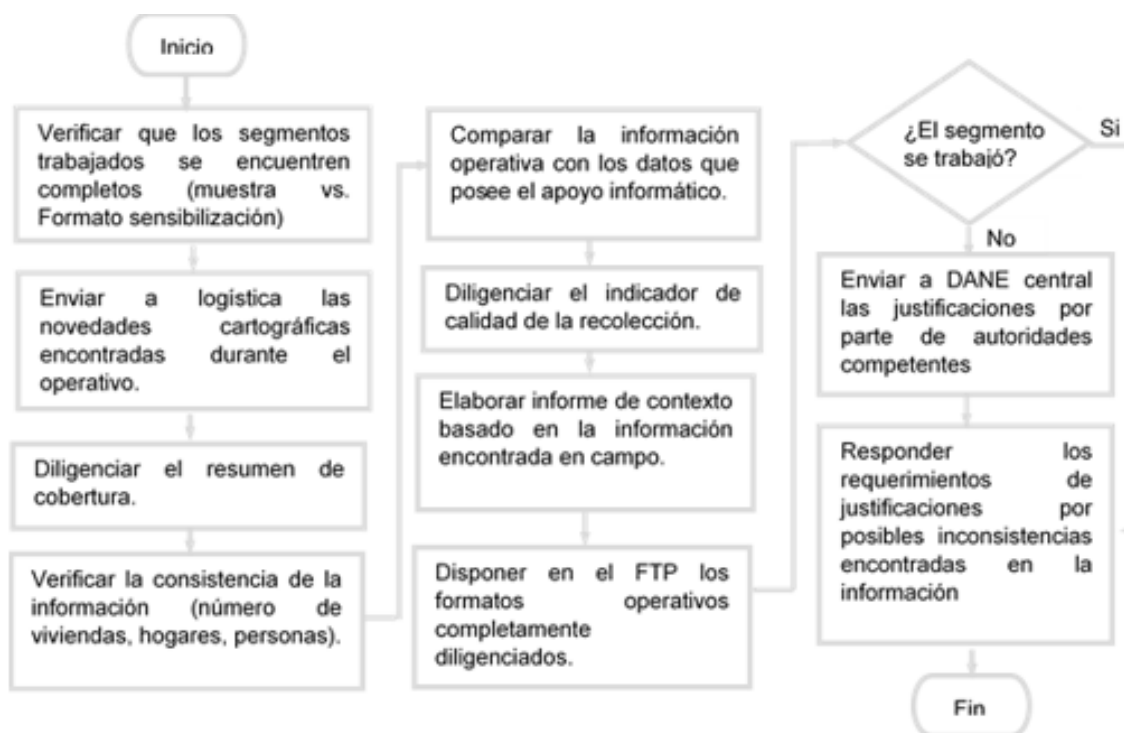 Inicio
Verificar que los segmentos
trabajados se encuentren
completos (muestra vs.
Formato sensibilización)
Enviar a logística las
novedades cartográficas
encontradas durante el
operativo.
Diligenciar el resumen de
cobertura.
Verificar la consistencia de la
información (número de
viviendas, hogares, personas).
Comparar la información
operativa con los datos que
posee el apoyo informático.
Diligenciar el indicador de
calidad de la recolección.
Elaborar informe de contexto
basado en la información
encontrada en campo.
Disponer en el FTP los
formatos operativos
completamente
diligenciados.
¿El segmento
se trabajó?
Si
No
Enviar a DANE central
las justificaciones por
parte de autoridades
competentes
Responder los
requerimientos de
justificaciones por
posibles inconsistencias
encontradas en la
información
Fin